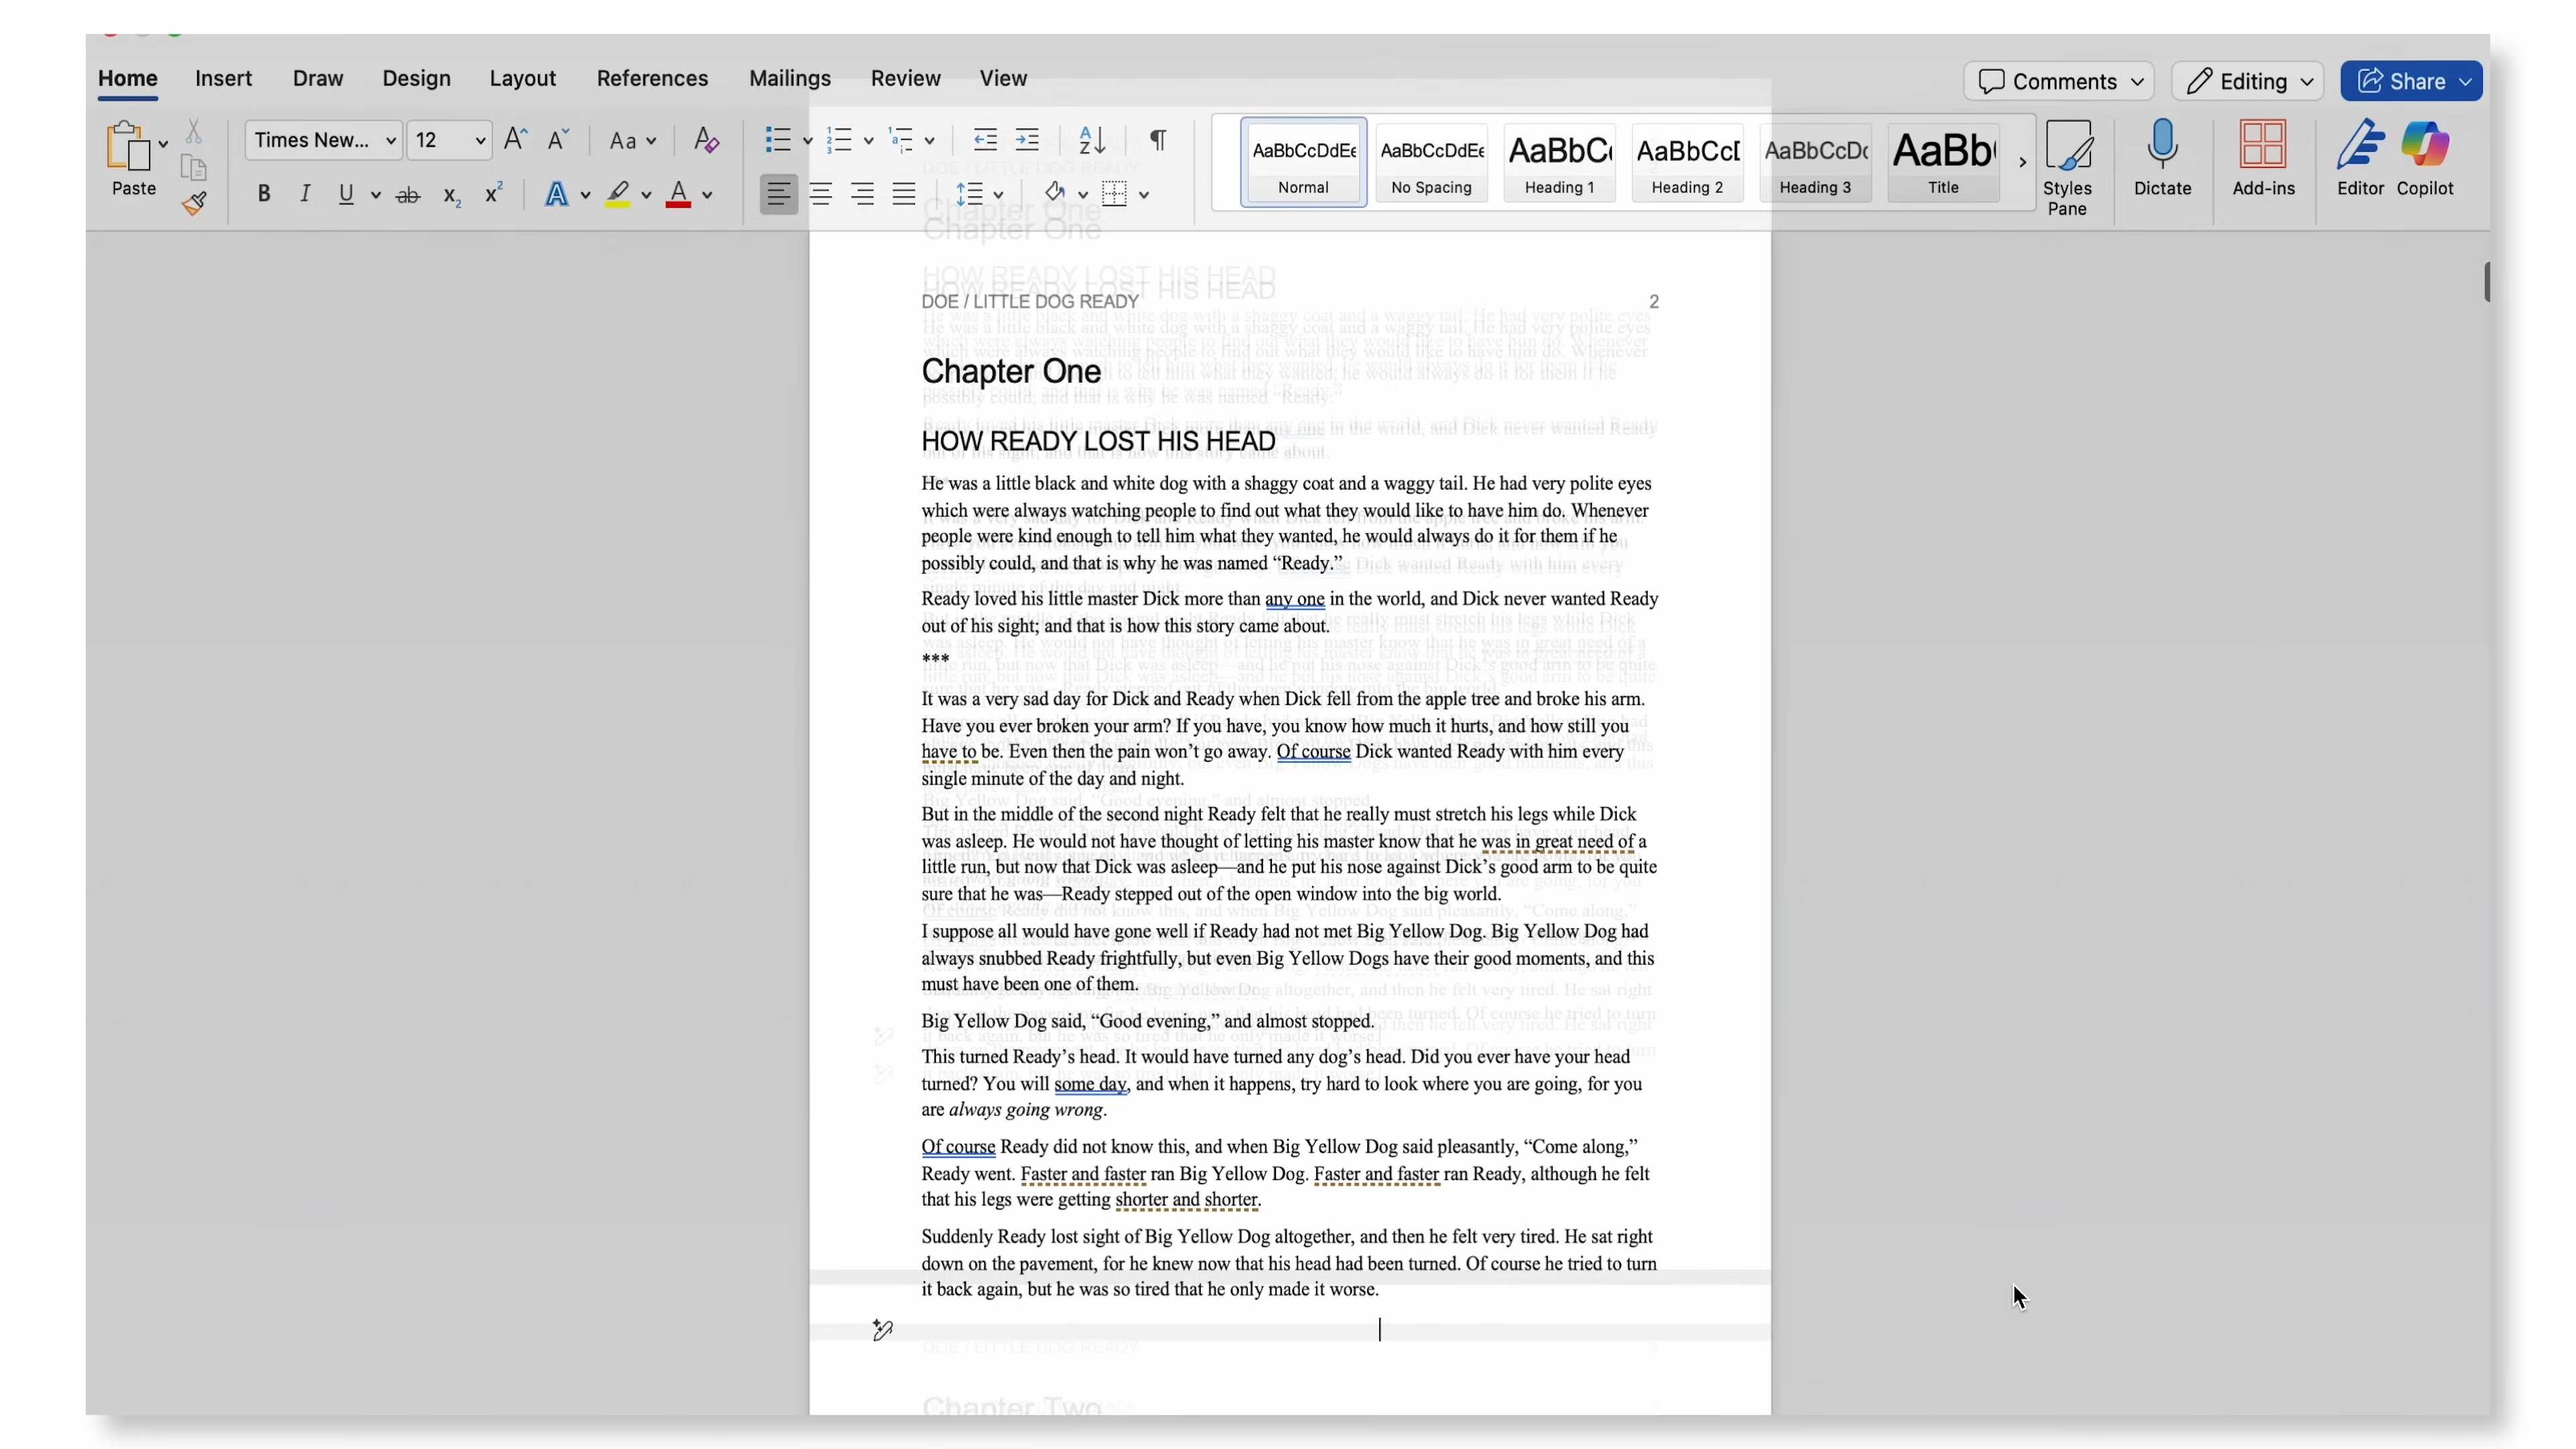 Home Insert Draw Design Layout References Mailings Review View
Comments Editing Share
Paste
Times New... 12
Aa
B I U ab x₂ x² A A
AaBbCcDdEe AaBbCcDdEe AaBbC AaBbCcD AaBbCcDc AaBb
Normal No Spacing Heading 1 Heading 2 Heading 3 Title
Styles Pane
Dictate
Add-ins
Editor Copilot
DOE / LITTLE DOG READY 2
Chapter One
HOW READY LOST HIS HEAD
He was a little black and white dog with a shaggy coat and a waggy tail. He had very polite eyes
which were always watching people to find out what they would like to have him do. Whenever
people were kind enough to tell him what they wanted, he would always do it for them if he
possibly could, and that is why he was named “Ready.”
Ready loved his little master Dick more than any one in the world, and Dick never wanted Ready
out of his sight; and that is how this story came about.
***
It was a very sad day for Dick and Ready when Dick fell from the apple tree and broke his arm.
Have you ever broken your arm? If you have, you know how much it hurts, and how still you
have to be. Even then the pain won’t go away. Of course Dick wanted Ready with him every
single minute of the day and night.
But in the middle of the second night Ready felt that he really must stretch his legs while Dick
was asleep. He would not have thought of letting his master know that he was in great need of a
little run, but now that Dick was asleep—and he put his nose against Dick’s good arm to be quite
sure that he was—Ready stepped out of the open window into the big world.
I suppose all would have gone well if Ready had not met Big Yellow Dog. Big Yellow Dog had
always snubbed Ready frightfully, but even Big Yellow Dogs have their good moments, and this
must have been one of them.
Big Yellow Dog said, “Good evening,” and almost stopped.
This turned Ready’s head. It would have turned any dog’s head. Did you ever have your head
turned? You will some day, and when it happens, try hard to look where you are going, for you
are always going wrong.
Of course Ready did not know this, and when Big Yellow Dog said pleasantly, “Come along,”
Ready went. Faster and faster ran Big Yellow Dog. Faster and faster ran Ready, although he felt
that his legs were getting shorter and shorter.
Suddenly Ready lost sight of Big Yellow Dog altogether, and then he felt very tired. He sat right
down on the pavement, for he knew now that his head had been turned. Of course he tried to turn
it back again, but he was so tired that he only made it worse.
DOE / LITTLE DOG READY 3
Chapter Two